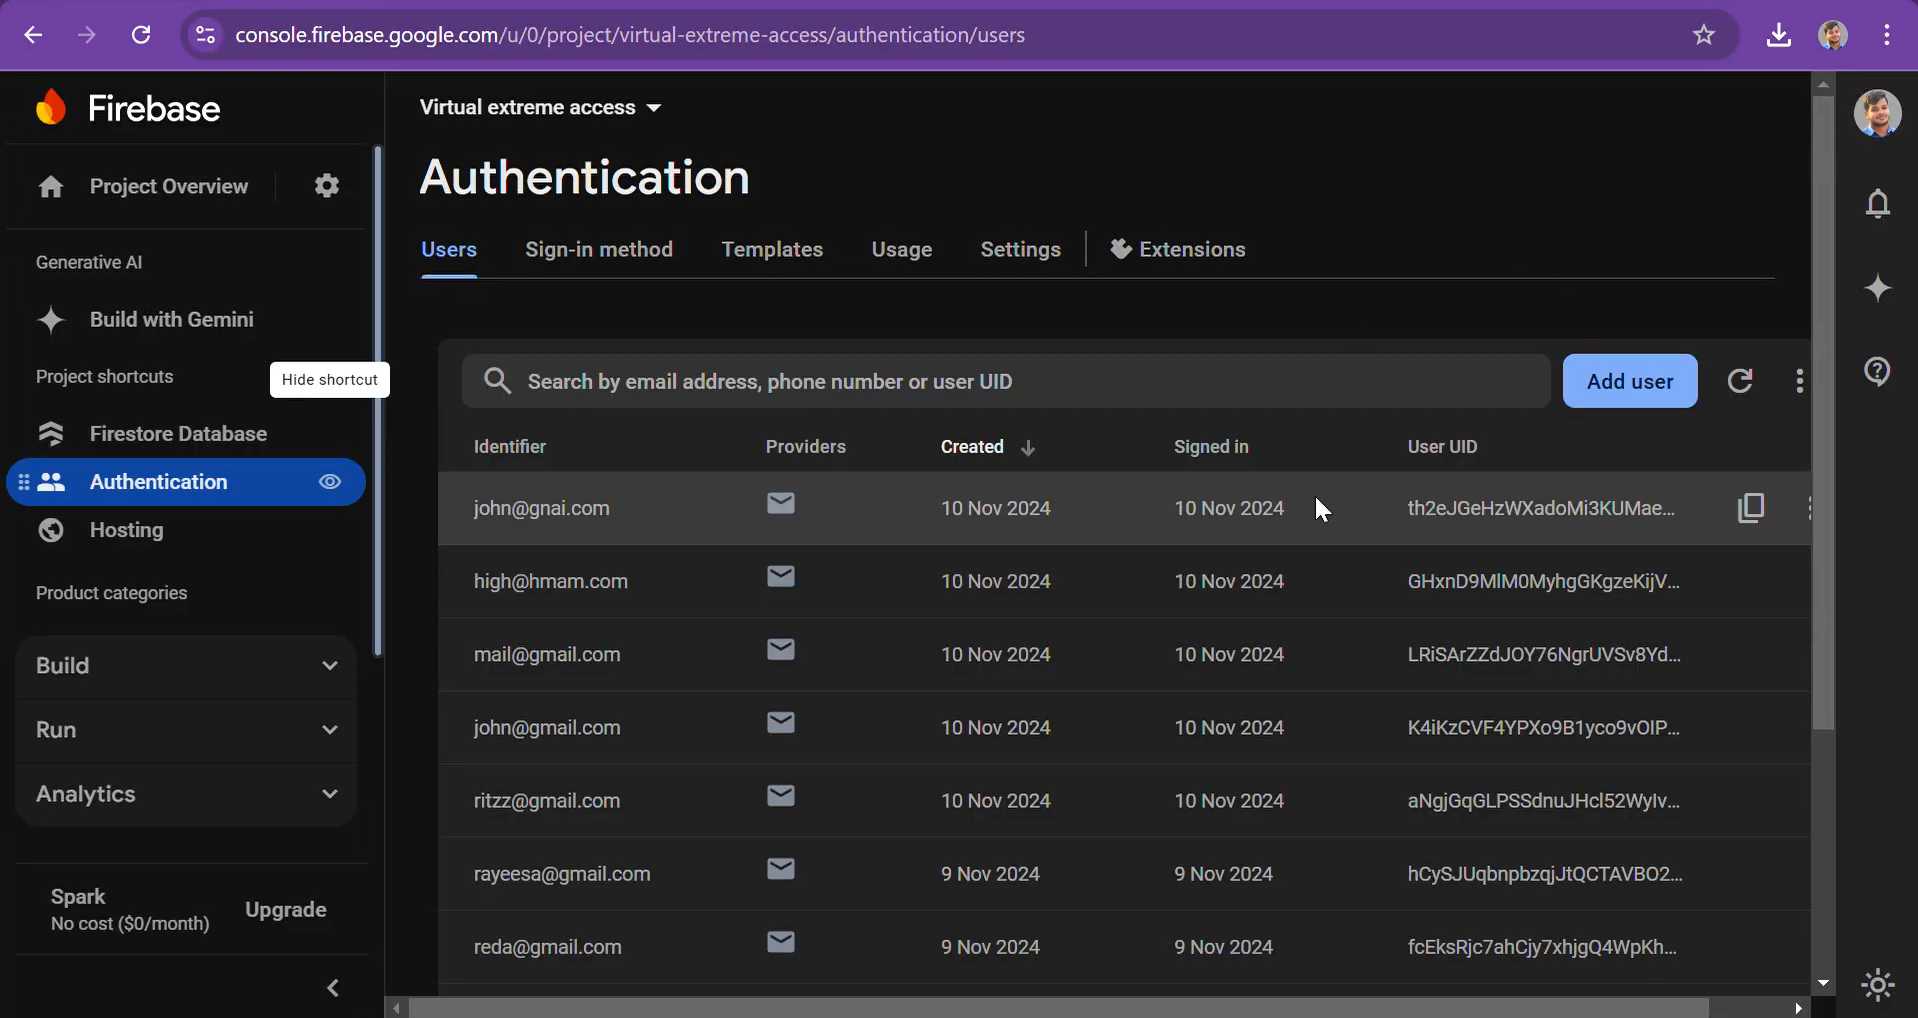 console.firebase.google.com/u/0/project/virtual-extreme-access/authentication/users
Firebase
Project Overview
Generative AI
Build with Gemini
Project shortcuts
Hide shortcut
Firestore Database
Authentication
Hosting
Product categories
Build
Run
Analytics
Spark
No cost ($0/month)
Upgrade
Virtual extreme access
Authentication
Users Sign-in method Templates Usage Settings Extensions
Search by email address, phone number or user UID Add user
Identifier Providers Created Signed in User UID
john@gnai.com 10 Nov 2024 10 Nov 2024 th2eJGeHzWXadoMi3KUMae...
high@hmam.com 10 Nov 2024 10 Nov 2024 GHxnD9MlM0MyhgGKgzeKijV...
mail@gmail.com 10 Nov 2024 10 Nov 2024 LRiSArZZdJOY76NgrUVSv8Yd...
john@gmail.com 10 Nov 2024 10 Nov 2024 K4iKzCVF4YPXo9B1yco9vOIP...
ritzz@gmail.com 10 Nov 2024 10 Nov 2024 aNgjGqGLPSSdnuJHcl52Wylv...
rayeesa@gmail.com 9 Nov 2024 9 Nov 2024 hCySJUqbnpbzqjJtQCTAVBO2...
reda@gmail.com 9 Nov 2024 9 Nov 2024 fcEksRjc7ahCjy7xhjgQ4WpKh...